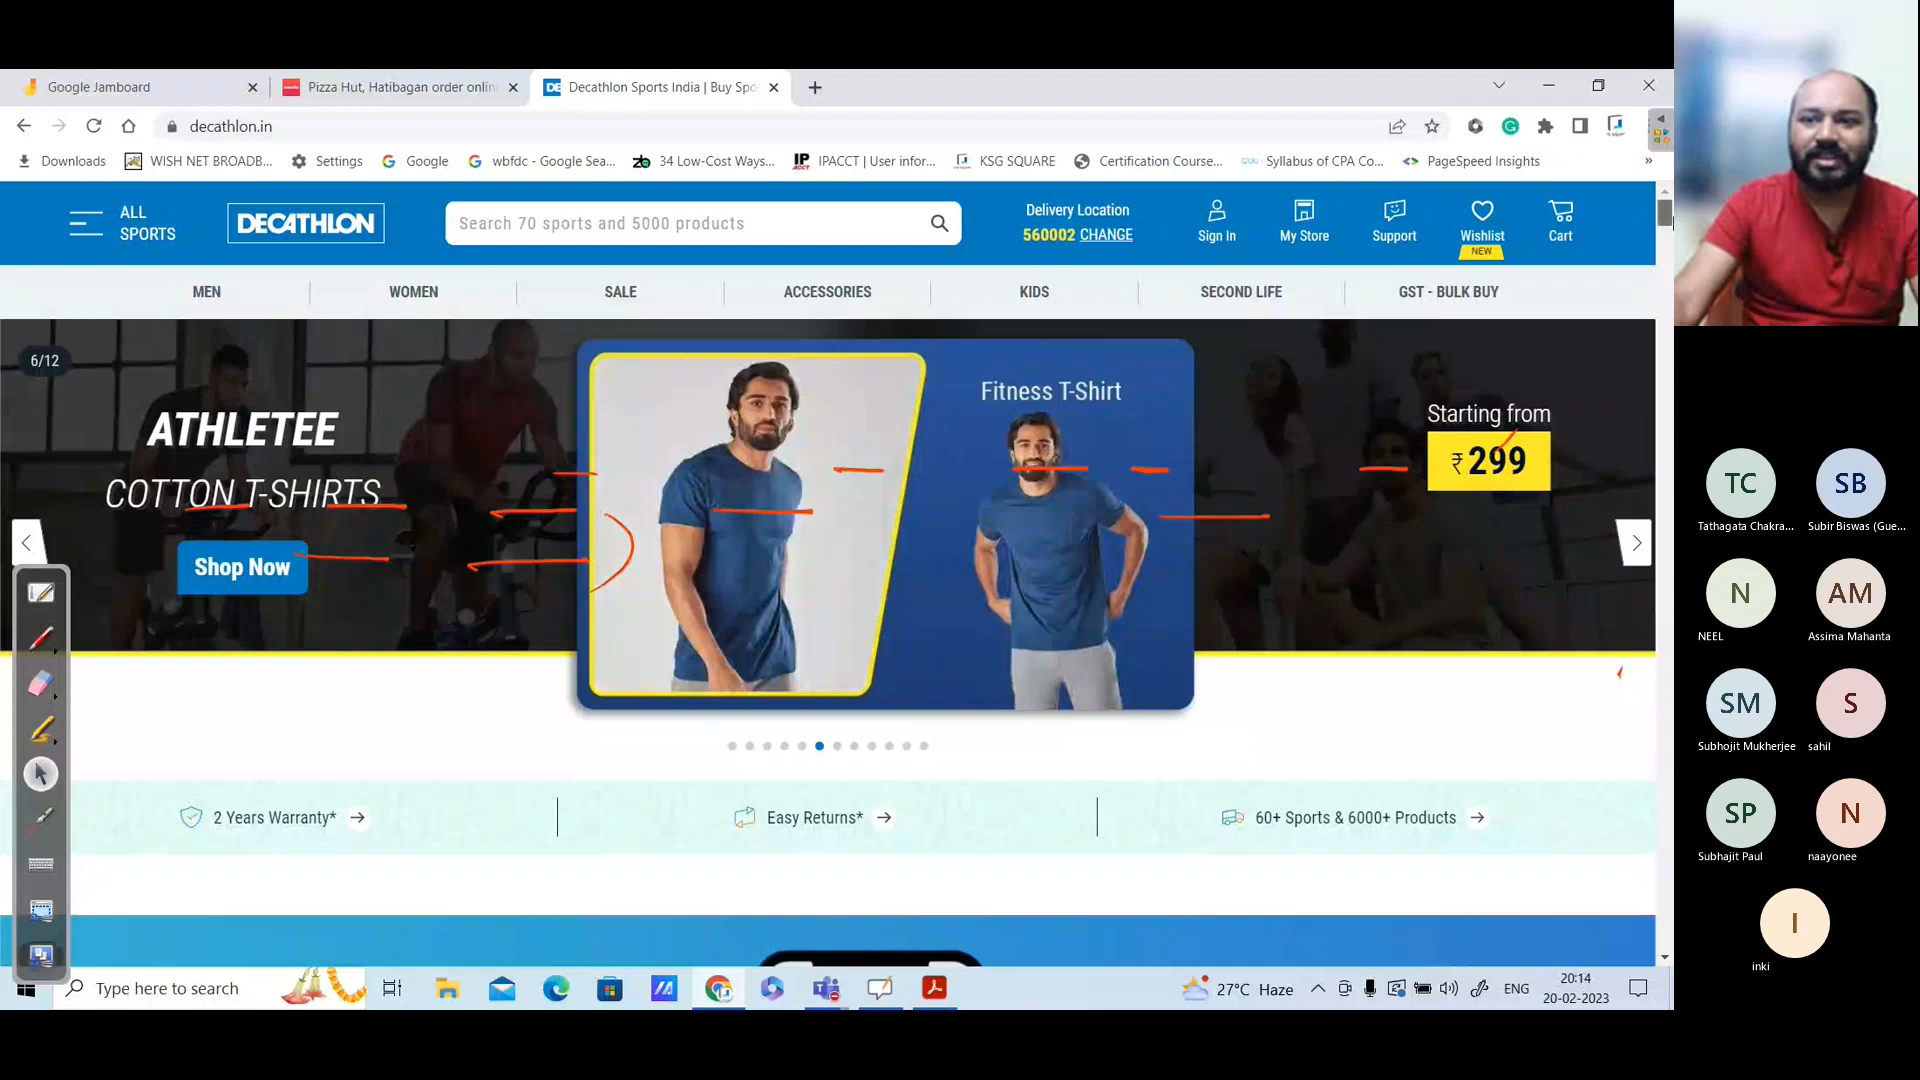 Google Jamboard
Pizza Hut, Hatibagan order onlin
Decathlon Sports India | Buy Spo
decathlon.in
Downloads
WISH NET BROADB...
Settings
Google
wbfdc - Google Sea...
34 Low-Cost Ways...
IPACCT | User infor...
KSG SQUARE
Certification Course...
Syllabus of CPA Co...
PageSpeed Insights
»
ALL
SPORTS
DECATHLON
Search 70 sports and 5000 products
Delivery Location
560002 CHANGE
Sign In
My Store
Support
Wishlist
NEW
Cart
MEN
WOMEN
SALE
ACCESSORIES
KIDS
SECOND LIFE
GST - BULK BUY
6/12
ATHLETEE
COTTON T-SHIRTS
Shop Now
Fitness T-Shirt
Starting from
₹299
2 Years Warranty*
Easy Returns*
60+ Sports & 6000+ Products
Type here to search
27°C Haze
ENG
20:14
20-02-2023
TC
Tathagata Chakra...
SB
Subir Biswas (Gue...
N
NEEL
AM
Assima Mahanta
SM
Subhojit Mukherjee
S
sahil
SP
Subhajit Paul
N
naayonee
I
inki